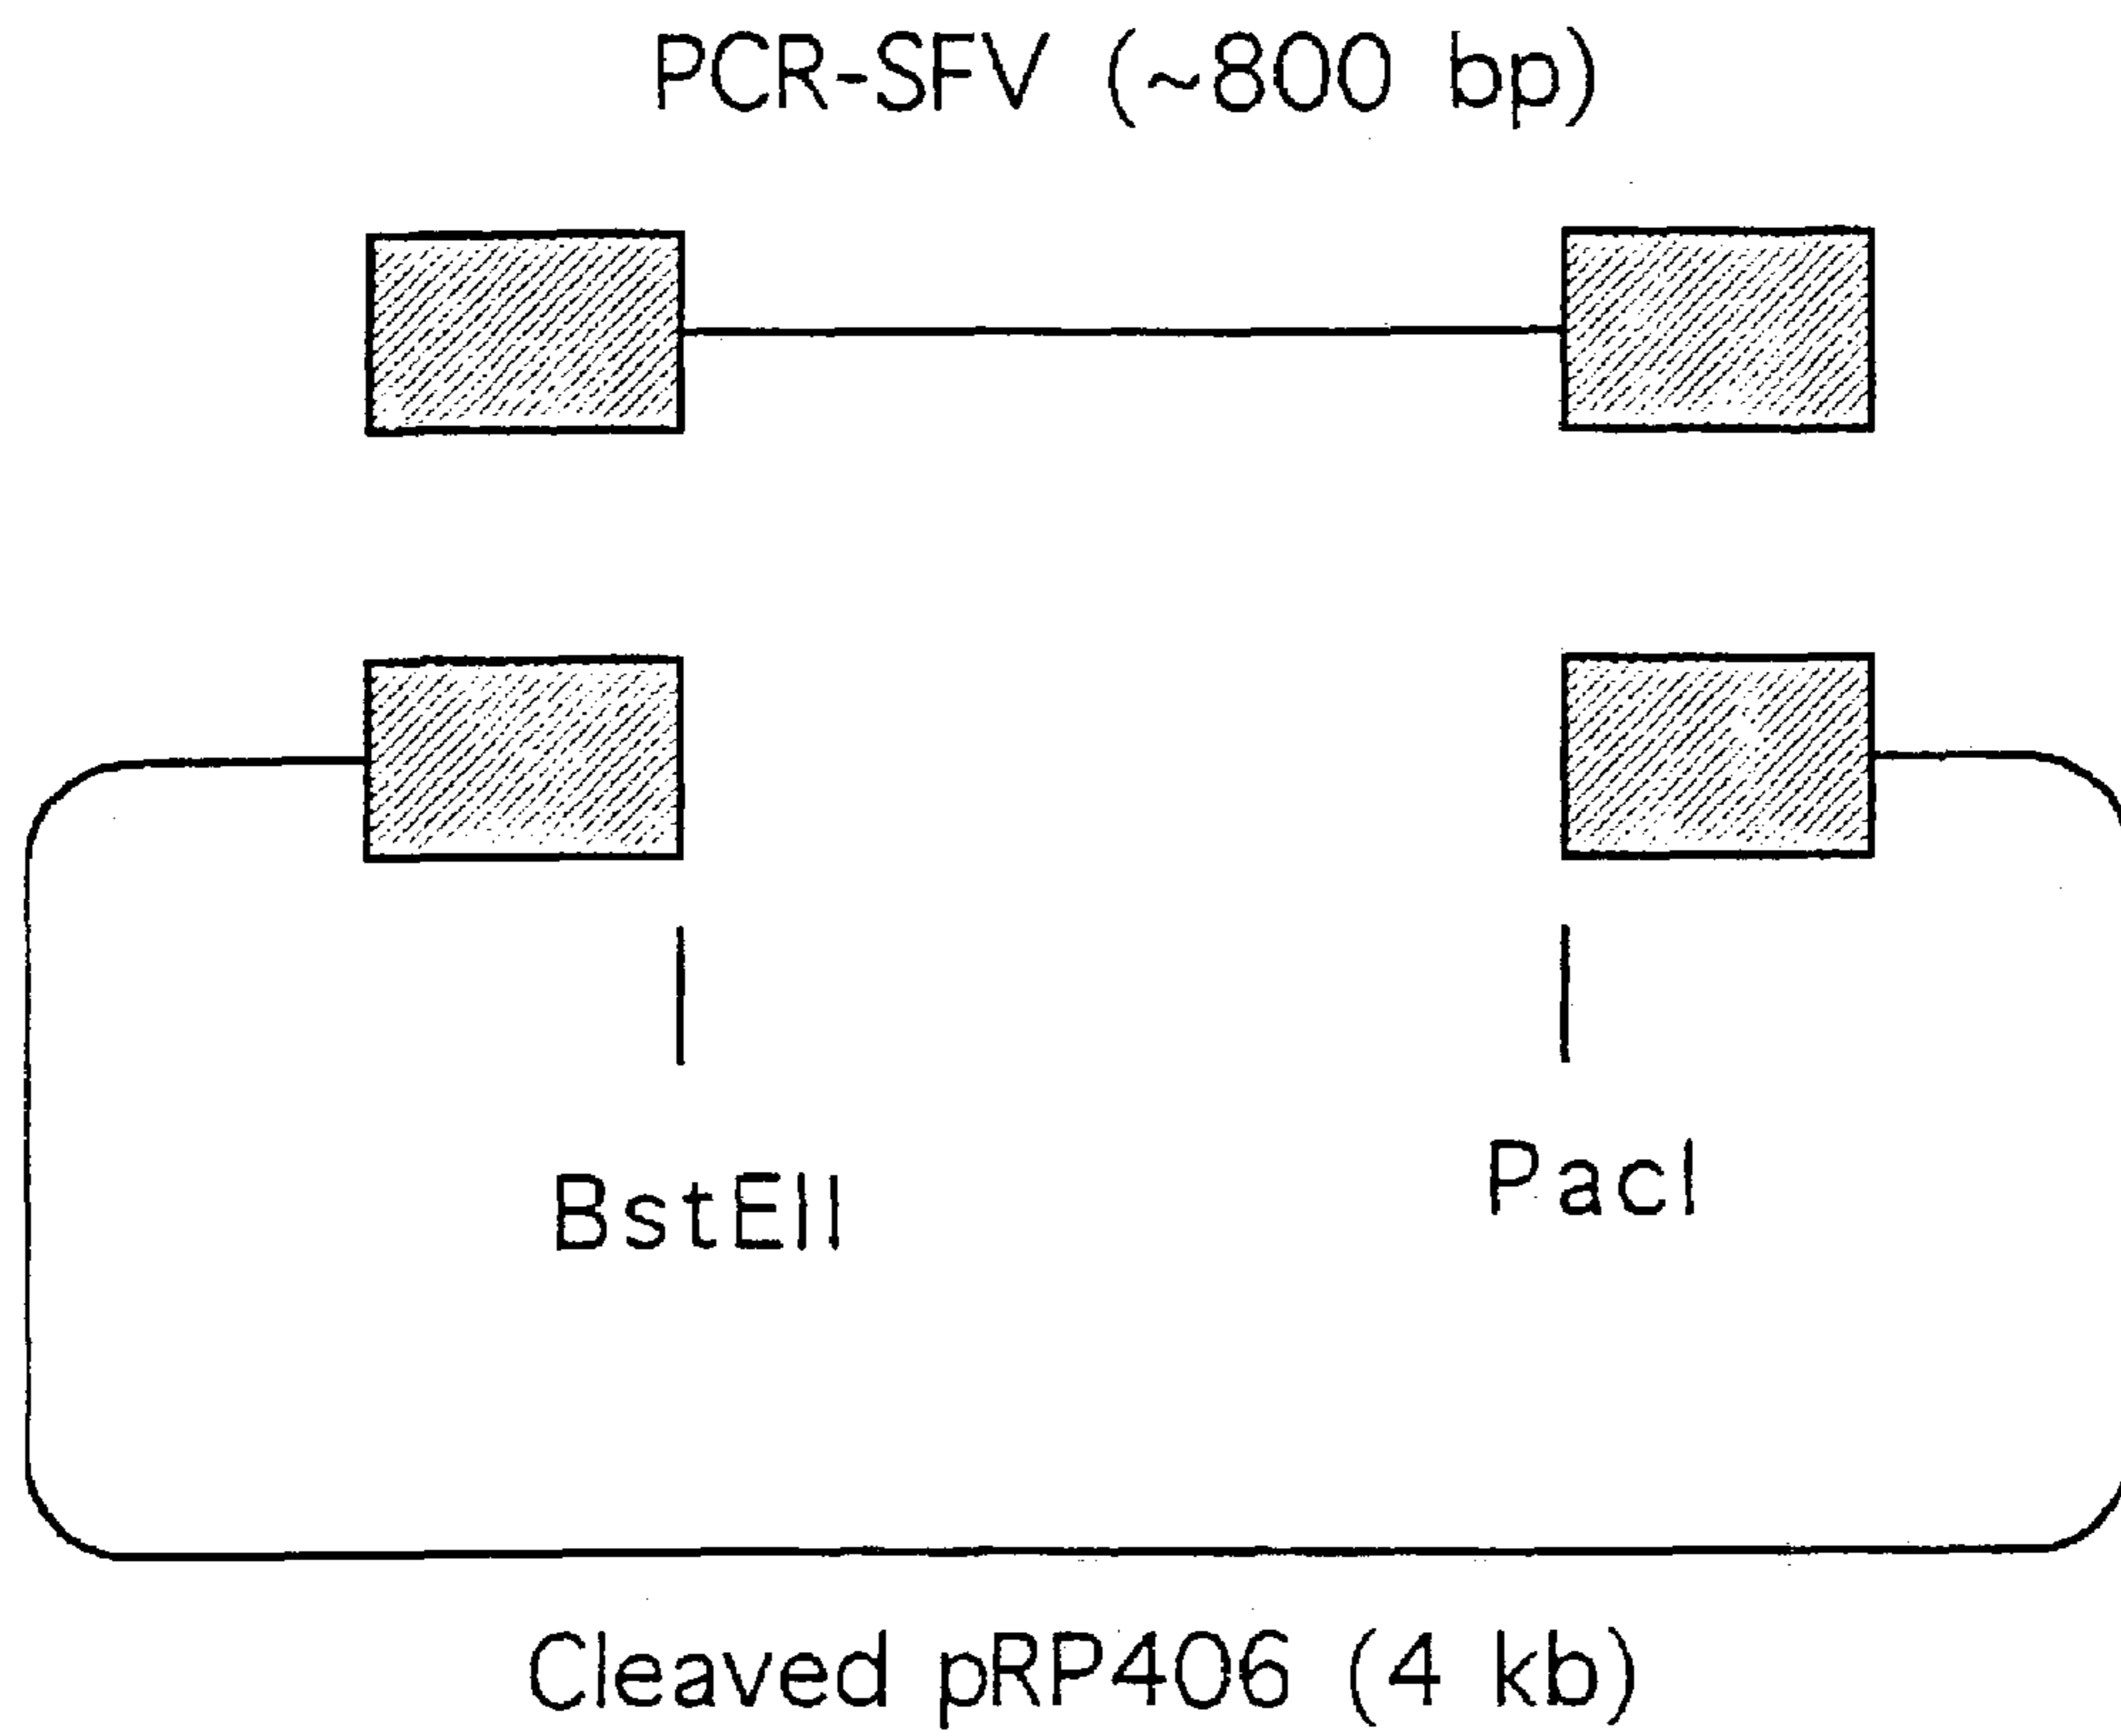 PCR-SFV (~800 bp)
BstEII
PacI
Cleaved pRP406 (4 kb)